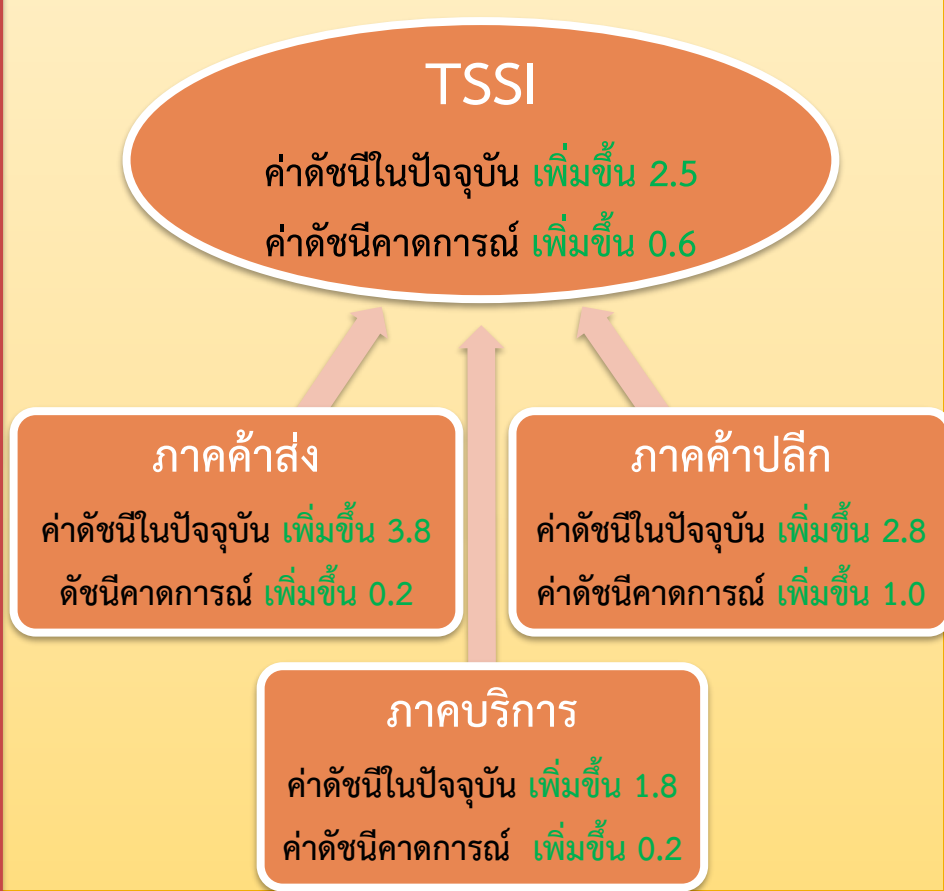 TSSI
ค่าดัชนีในปัจจุบัน เพิ่มขึ้น 2.5
ค่าดัชนีคาดการณ์ เพิ่มขึ้น 0.6
ภาคค้าส่ง
ค่าดัชนีในปัจจุบัน เพิ่มขึ้น 3.8
ดัชนีคาดการณ์ เพิ่มขึ้น 0.2
ภาคค้าปลีก
ค่าดัชนีในปัจจุบัน เพิ่มขึ้น 2.8
ค่าดัชนีคาดการณ์ เพิ่มขึ้น 1.0
ภาคบริการ
ค่าดัชนีในปัจจุบัน เพิ่มขึ้น 1.8
ค่าดัชนีคาดการณ์ เพิ่มขึ้น 0.2